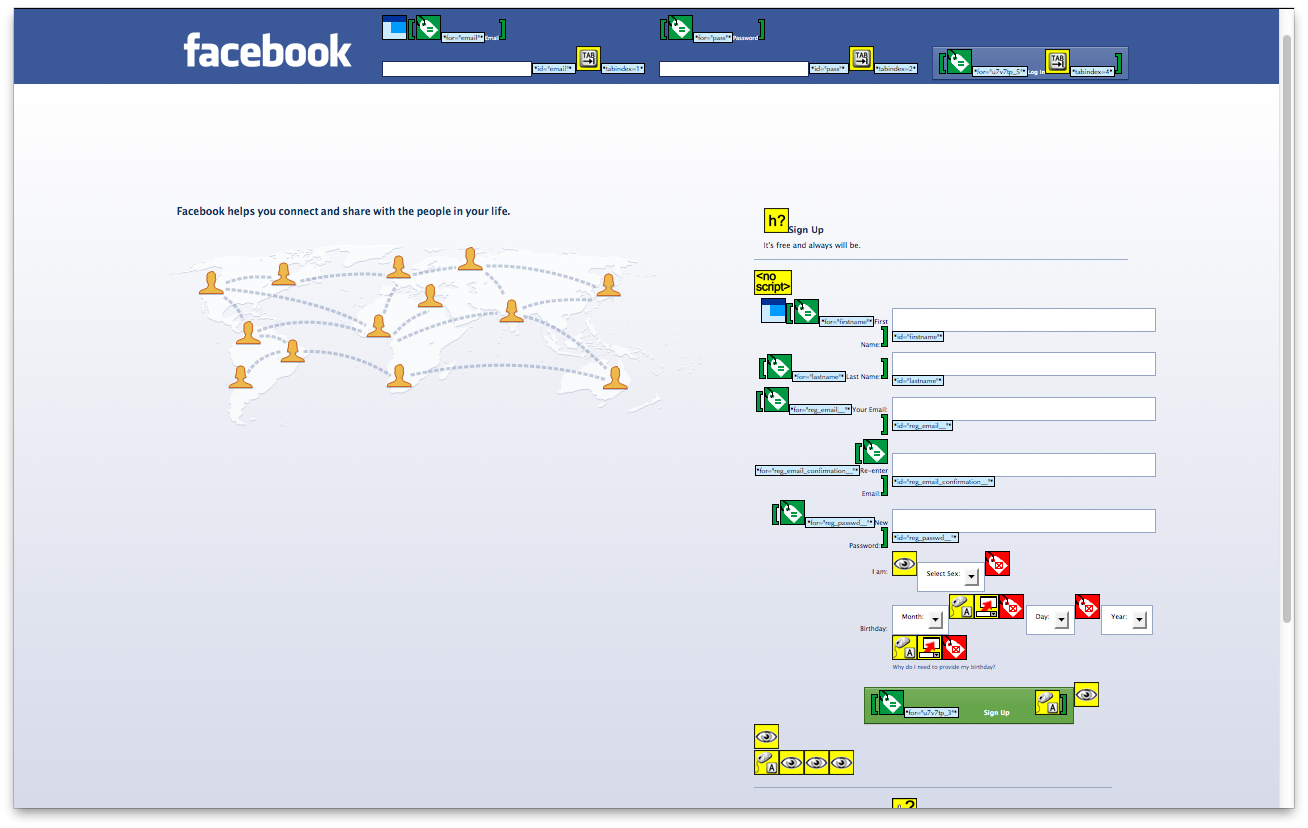 *for="email"* Email
*for="pass"* Password
facebook
TAB
*id="email"*
*tabindex=1*
TAB
*id="pass"*
*tabindex=2*
*for="u7v7tp_5"* Log In
TAB
*tabindex=4*
Facebook helps you connect and share with the people in your life.
h? Sign Up
It's free and always will be.
<no
script>
*for="firstname"* First
Name:
*id="firstname"*
*for="lastname"* Last Name:
*id="lastname"*
*for="reg_email__"* Your Email:
*id="reg_email__"*
*for="reg_email_confirmation__"* Re-enter
Email:
*id="reg_email_confirmation__"*
*for="reg_passwd__"* New
Password:
*id="reg_passwd__"*
I am:
Select Sex:
Birthday:
Month:
A
Day:
Year:
A
Why do I need to provide my birthday?
*for="u7v7tp_3"* Sign Up
A
A